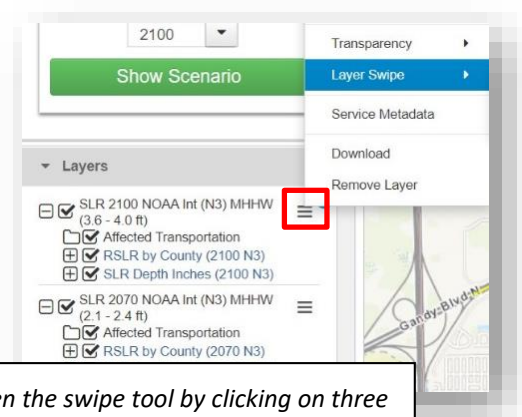 2100
Show Scenario
Transparency
Layer Swipe
Service Metadata
Download
Remove Layer
Layers
SLR 2100 NOAA Int (N3) MHHW
(3.6 - 4.0 ft)
Affected Transportation
RSLR by County (2100 N3)
SLR Depth Inches (2100 N3)
SLR 2070 NOAA Int (N3) MHHW
(2.1 - 2.4 ft)
Affected Transportation
RSLR by County (2070 N3)
Gandy Blvd N
the swipe tool by clicking on three